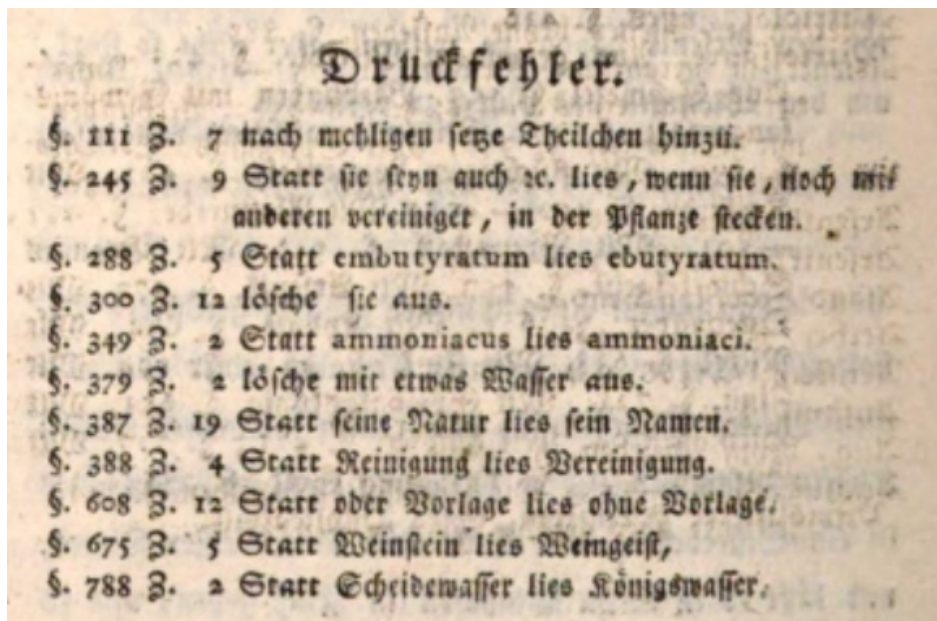 Druckfehler.
§. 111 Z. 7 nach mehligen setze Theilchen hinzu.
§. 245 Z. 9 Statt sie seyn auch ꝛc. lies, wenn sie, noch mit
anderen vereiniget, in der Pflanze stecken.
§. 288 Z. 5 Statt embutyratum lies ebutyratum.
§. 300 Z. 12 lösche sie aus.
§. 349 Z. 2 Statt ammoniacus lies ammoniaci.
§. 379 Z. 2 lösche mit etwas Wasser aus.
§. 387 Z. 19 Statt seine Natur lies sein Namen.
§. 388 Z. 4 Statt Reinigung lies Vereinigung.
§. 608 Z. 12 Statt oder Vorlage lies ohne Vorlage.
§. 675 Z. 5 Statt Weinstein lies Weingeist,
§. 788 Z. 2 Statt Scheidewasser lies Königswasser.